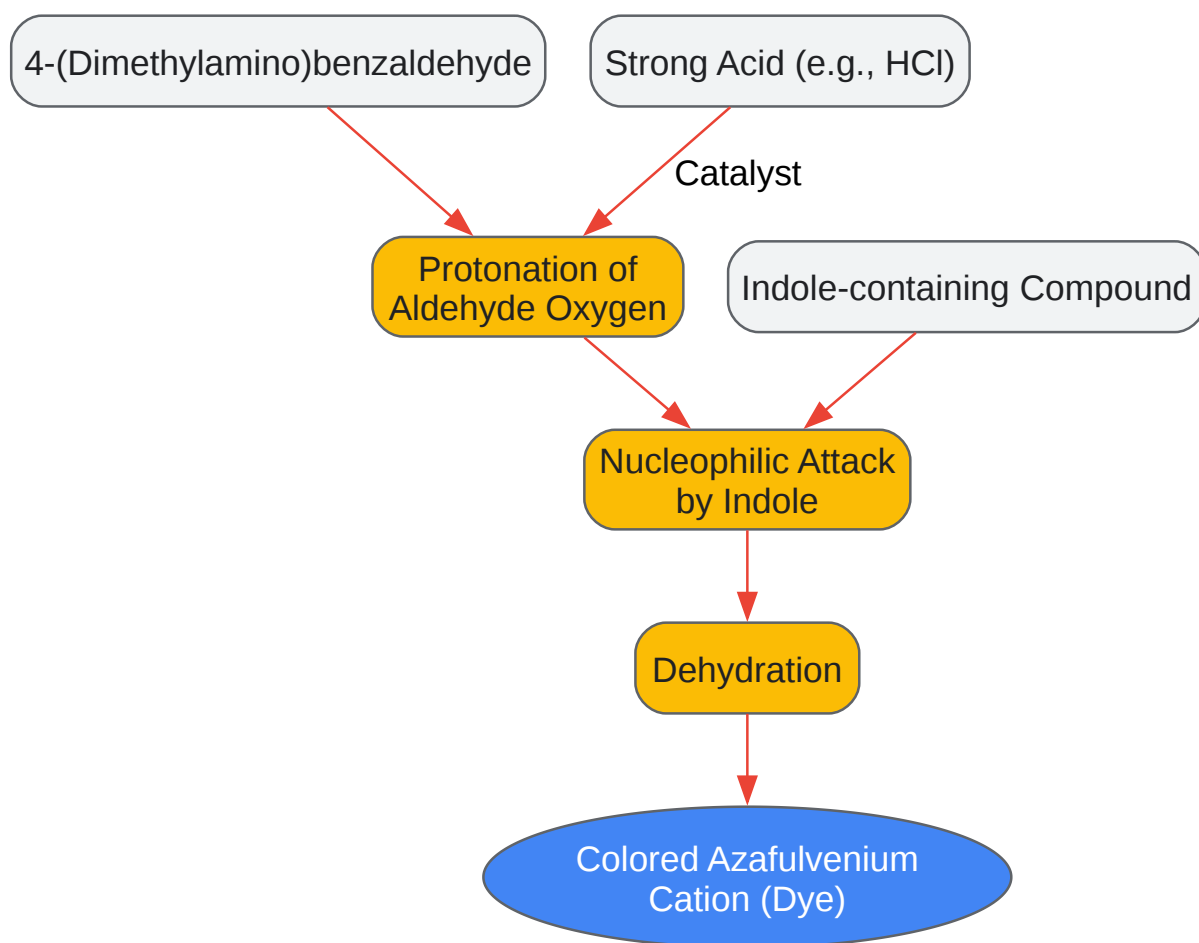 4-(Dimethylamino)benzaldehyde
Strong Acid (e.g., HCl)
Catalyst
Protonation of
Aldehyde Oxygen
Indole-containing Compound
Nucleophilic Attack
by Indole
Dehydration
Colored Azafulvenium
Cation (Dye)